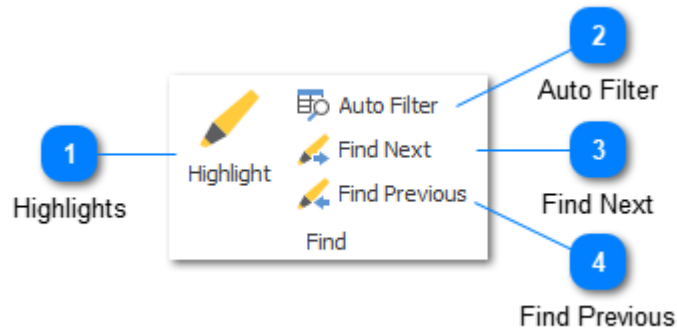 2
Auto Filter
Auto Filter
1
Highlights
Highlight
Find Next
3
Find Next
Find Previous
Find
4
Find Previous